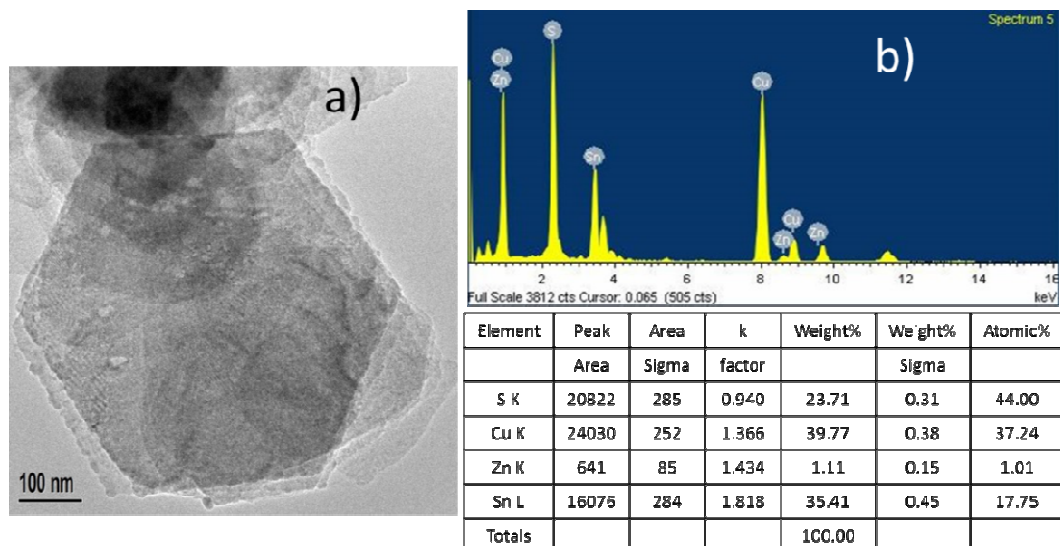 a)
100 nm
Spectrum 5
b)
S
Cu
Cu
Zn
Sn
Cu
Zn
Zn
2 4 6 8 10 12 14 16
Full Scale 3812 cts Cursor: 0.065 (505 cts) keV
Element Peak Area k Weight% Weight% Atomic%
Area Sigma factor Sigma
S K 20822 285 0.940 23.71 0.31 44.00
Cu K 24030 252 1.366 39.77 0.38 37.24
Zn K 641 85 1.434 1.11 0.15 1.01
Sn L 16076 284 1.818 35.41 0.45 17.75
Totals 100.00